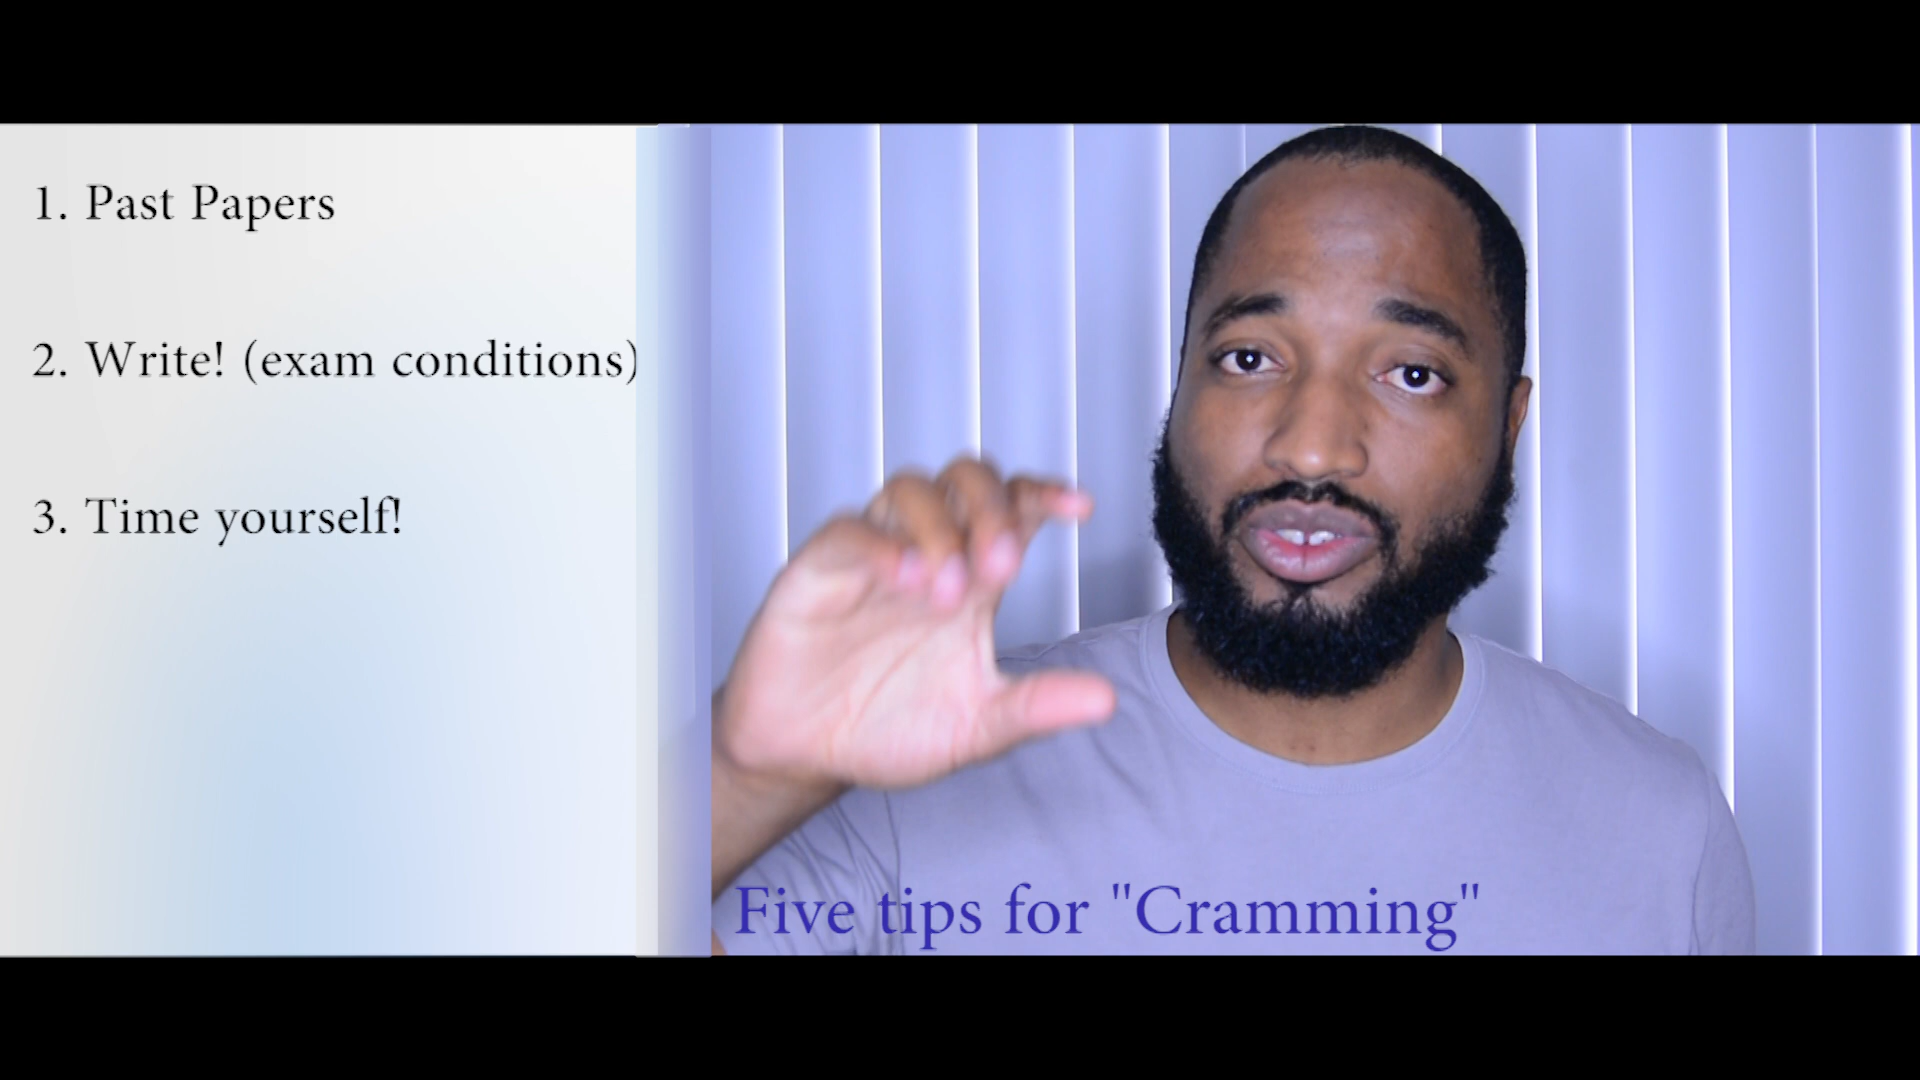 1. Past Papers
2. Write! (exam conditions)
3. Time yourself!
Five tips for "Cramming"